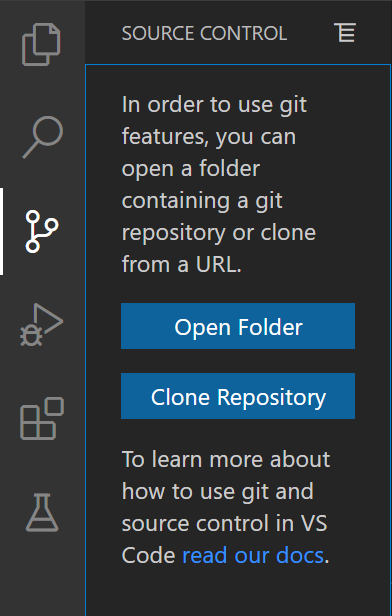 SOURCE CONTROL
In order to use git
features, you can
open a folder
containing a git
repository or clone
from a URL.
Open Folder
Clone Repository
To learn more about
how to use git and
source control in VS
Code read our docs.